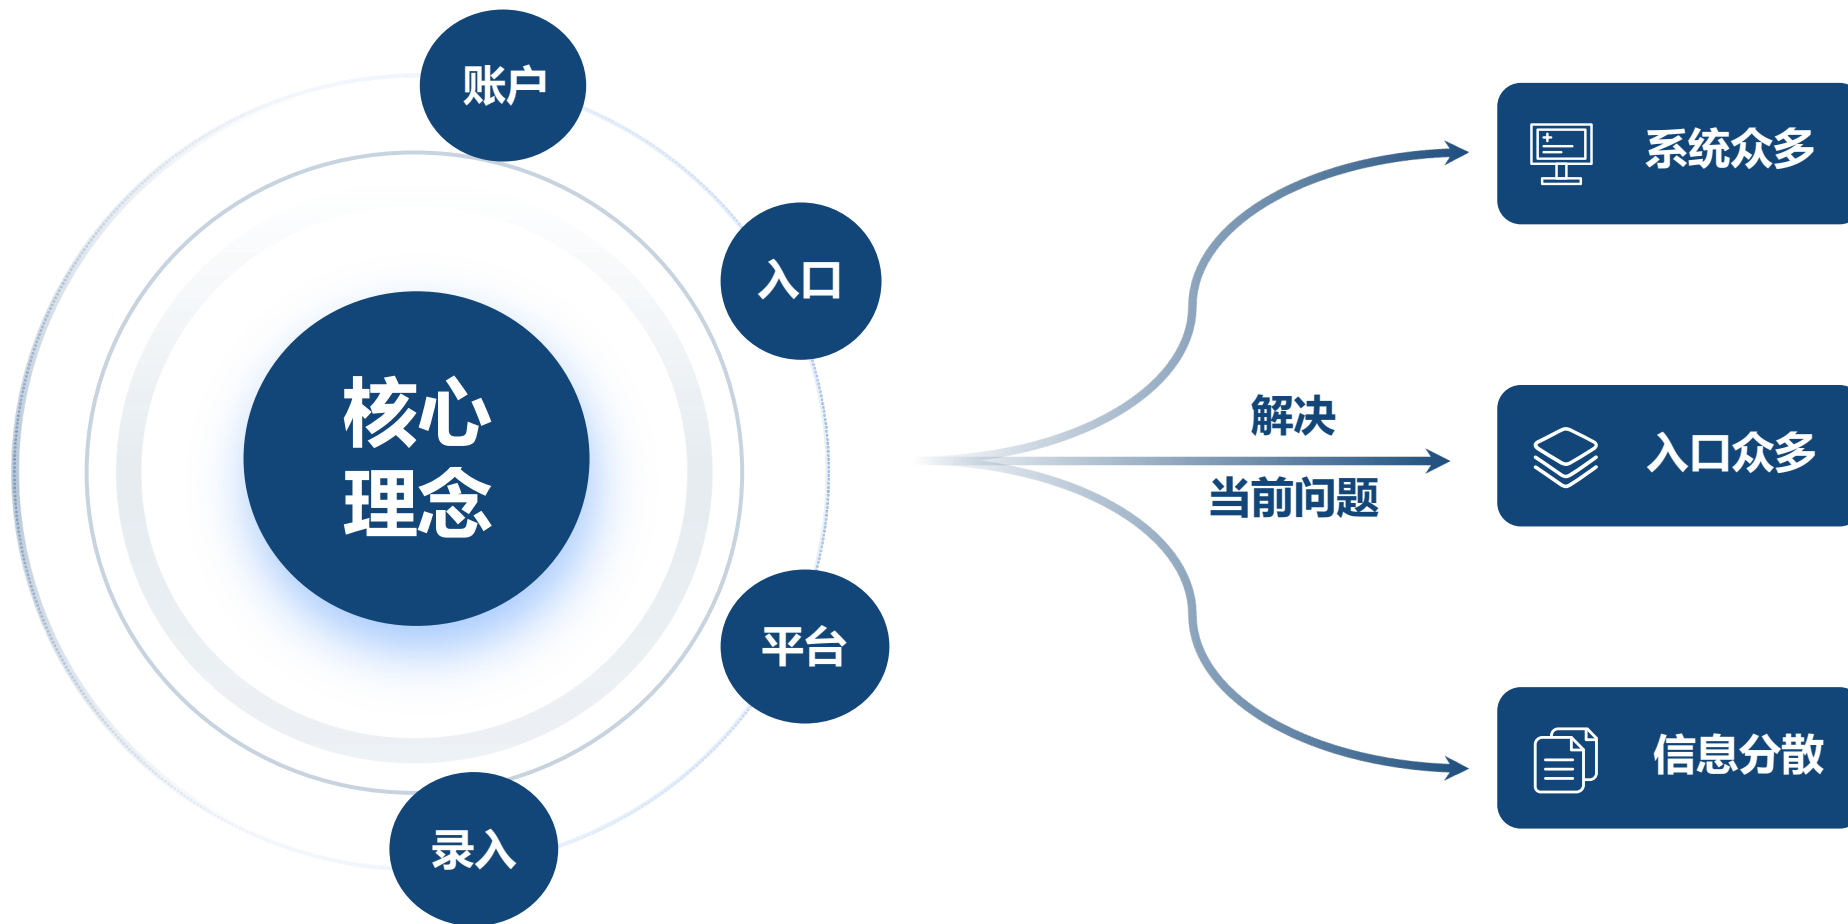 账户
入口
核心
理念
平台
录入
解决
当前问题
系统众多
入口众多
信息分散